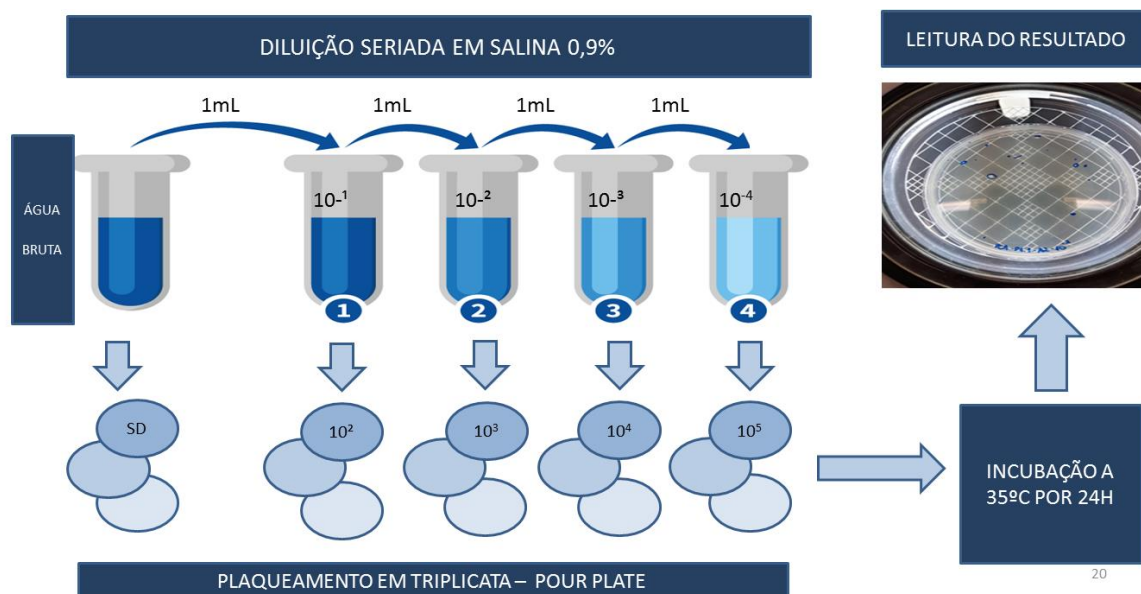 DILUIÇÃO SERIADA EM SALINA 0,9%
LEITURA DO RESULTADO
1mL
1mL
1mL
1mL
ÁGUA
BRUTA
10-¹
10-²
10-³
10⁻⁴
1
2
3
4
SD
10²
10³
10⁴
10⁵
INCUBAÇÃO A
35ºC POR 24H
PLAQUEAMENTO EM TRIPLICATA – POUR PLATE
20